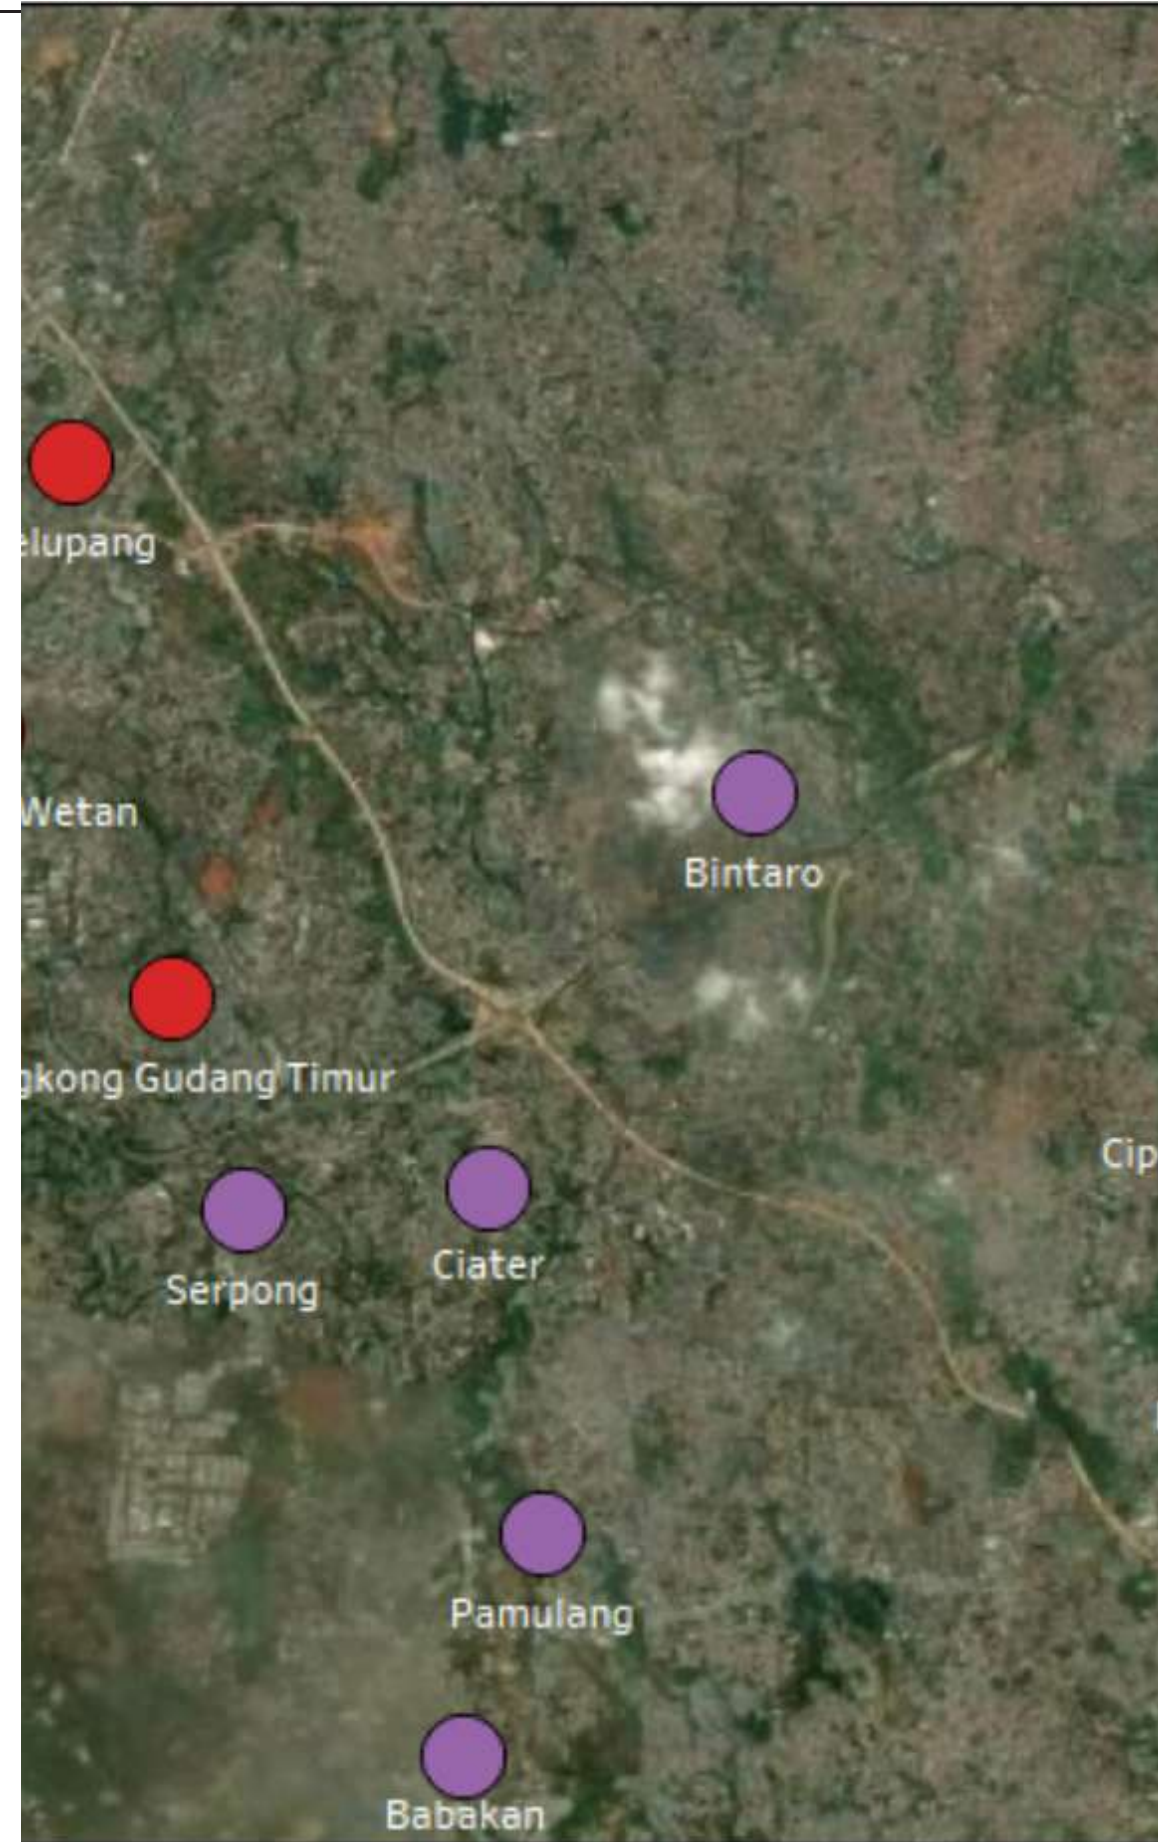 elupang
Wetan
Bintaro
gkong Gudang Timur
Cip
Ciater
Serpong
Pamulang
Babakan